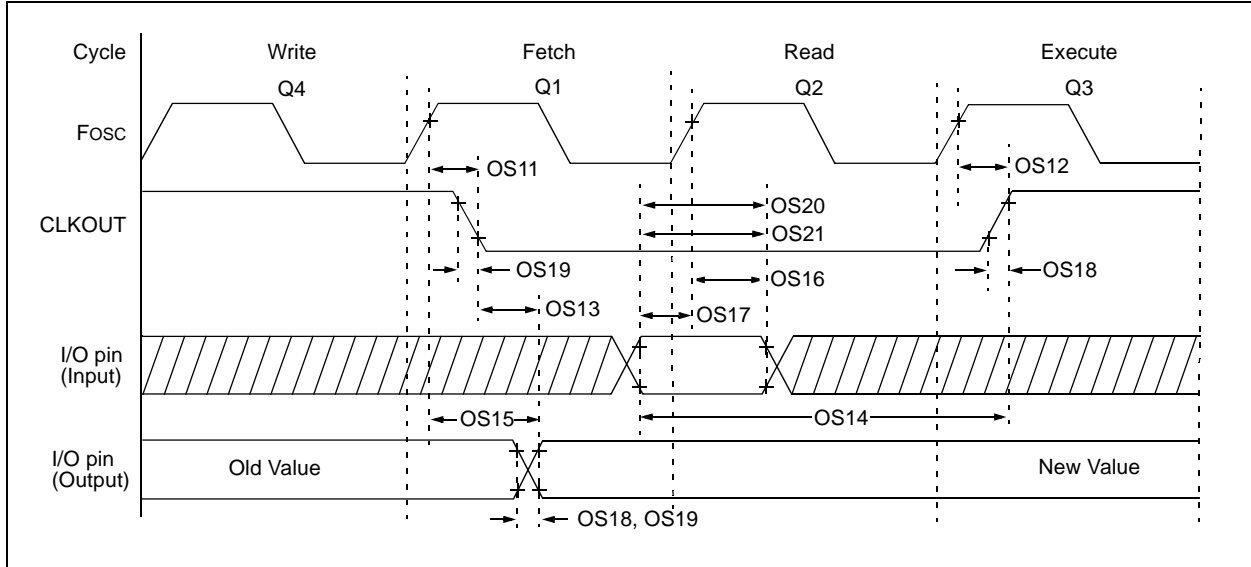 Cycle Write Fetch Read Execute
Q4 Q1 Q2 Q3
FOSC
OS11 OS12
CLKOUT
OS20
OS21
OS19 OS16 OS18
OS13 OS17
I/O pin
(Input)
OS15 OS14
I/O pin
(Output)
Old Value New Value
OS18, OS19